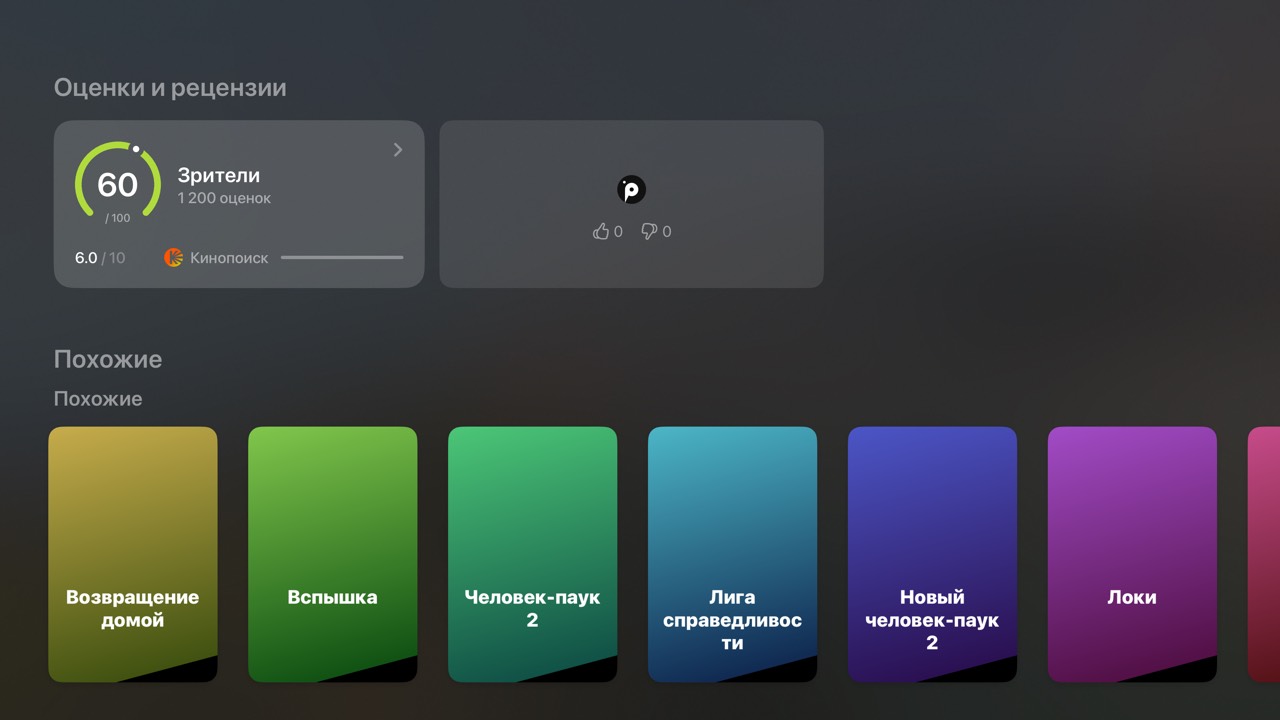 Оценки и рецензии
60
/ 100
Зрители
1 200 оценок
6.0 / 10
Кинопоиск
0
0
Похожие
Похожие
Возвращение
домой
Вспышка
Человек-паук
2
Лига
справедливос
ти
Новый
человек-паук
2
Локи